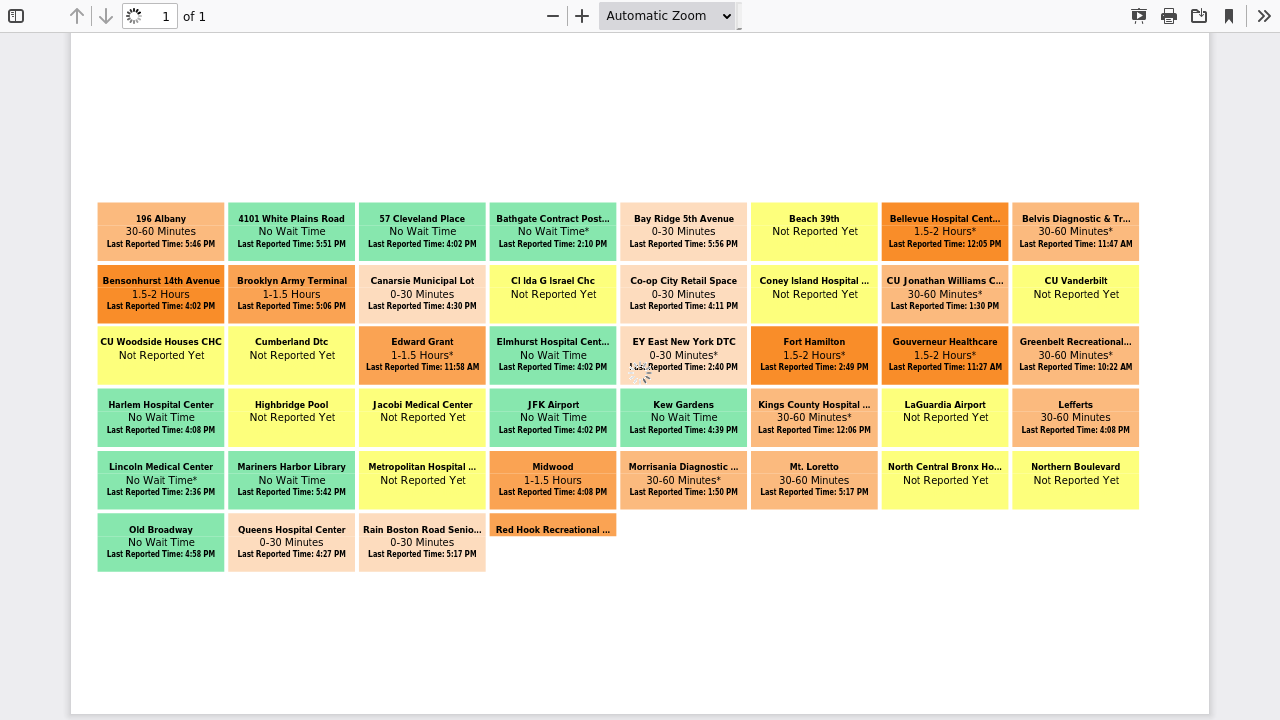 1 of 1 Automatic Zoom
196 Albany
30-60 Minutes
Last Reported Time: 5:46 PM
4101 White Plains Road
No Wait Time
Last Reported Time: 5:51 PM
57 Cleveland Place
No Wait Time
Last Reported Time: 4:02 PM
Bathgate Contract Post...
No Wait Time*
Last Reported Time: 2:10 PM
Bay Ridge 5th Avenue
0-30 Minutes
Last Reported Time: 5:56 PM
Beach 39th
Not Reported Yet
Bellevue Hospital Cent...
1.5-2 Hours*
Last Reported Time: 12:05 PM
Belvis Diagnostic & Tr...
30-60 Minutes*
Last Reported Time: 11:47 AM
Bensonhurst 14th Avenue
1.5-2 Hours
Last Reported Time: 4:02 PM
Brooklyn Army Terminal
1-1.5 Hours
Last Reported Time: 5:06 PM
Canarsie Municipal Lot
0-30 Minutes
Last Reported Time: 4:30 PM
Cl Ida G Israel Chc
Not Reported Yet
Co-op City Retail Space
0-30 Minutes
Last Reported Time: 4:11 PM
Coney Island Hospital ...
Not Reported Yet
CU Jonathan Williams C...
30-60 Minutes*
Last Reported Time: 1:30 PM
CU Vanderbilt
Not Reported Yet
CU Woodside Houses CHC
Not Reported Yet
Cumberland Dtc
Not Reported Yet
Edward Grant
1-1.5 Hours*
Last Reported Time: 11:58 AM
Elmhurst Hospital Cent...
No Wait Time
Last Reported Time: 4:02 PM
EY East New York DTC
0-30 Minutes*
Reported Time: 2:40 PM
Fort Hamilton
1.5-2 Hours*
Last Reported Time: 2:49 PM
Gouverneur Healthcare
1.5-2 Hours*
Last Reported Time: 11:27 AM
Greenbelt Recreational...
30-60 Minutes*
Last Reported Time: 10:22 AM
Harlem Hospital Center
No Wait Time
Last Reported Time: 4:08 PM
Highbridge Pool
Not Reported Yet
Jacobi Medical Center
Not Reported Yet
JFK Airport
No Wait Time
Last Reported Time: 4:02 PM
Kew Gardens
No Wait Time
Last Reported Time: 4:39 PM
Kings County Hospital ...
30-60 Minutes*
Last Reported Time: 12:06 PM
LaGuardia Airport
Not Reported Yet
Lefferts
30-60 Minutes
Last Reported Time: 4:08 PM
Lincoln Medical Center
No Wait Time*
Last Reported Time: 2:36 PM
Mariners Harbor Library
No Wait Time
Last Reported Time: 5:42 PM
Metropolitan Hospital ...
Not Reported Yet
Midwood
1-1.5 Hours
Last Reported Time: 4:08 PM
Morrisania Diagnostic ...
30-60 Minutes*
Last Reported Time: 1:50 PM
Mt. Loretto
30-60 Minutes
Last Reported Time: 5:17 PM
North Central Bronx Ho...
Not Reported Yet
Northern Boulevard
Not Reported Yet
Old Broadway
No Wait Time
Last Reported Time: 4:58 PM
Queens Hospital Center
0-30 Minutes
Last Reported Time: 4:27 PM
Rain Boston Road Senio...
0-30 Minutes
Last Reported Time: 5:17 PM
Red Hook Recreational ...